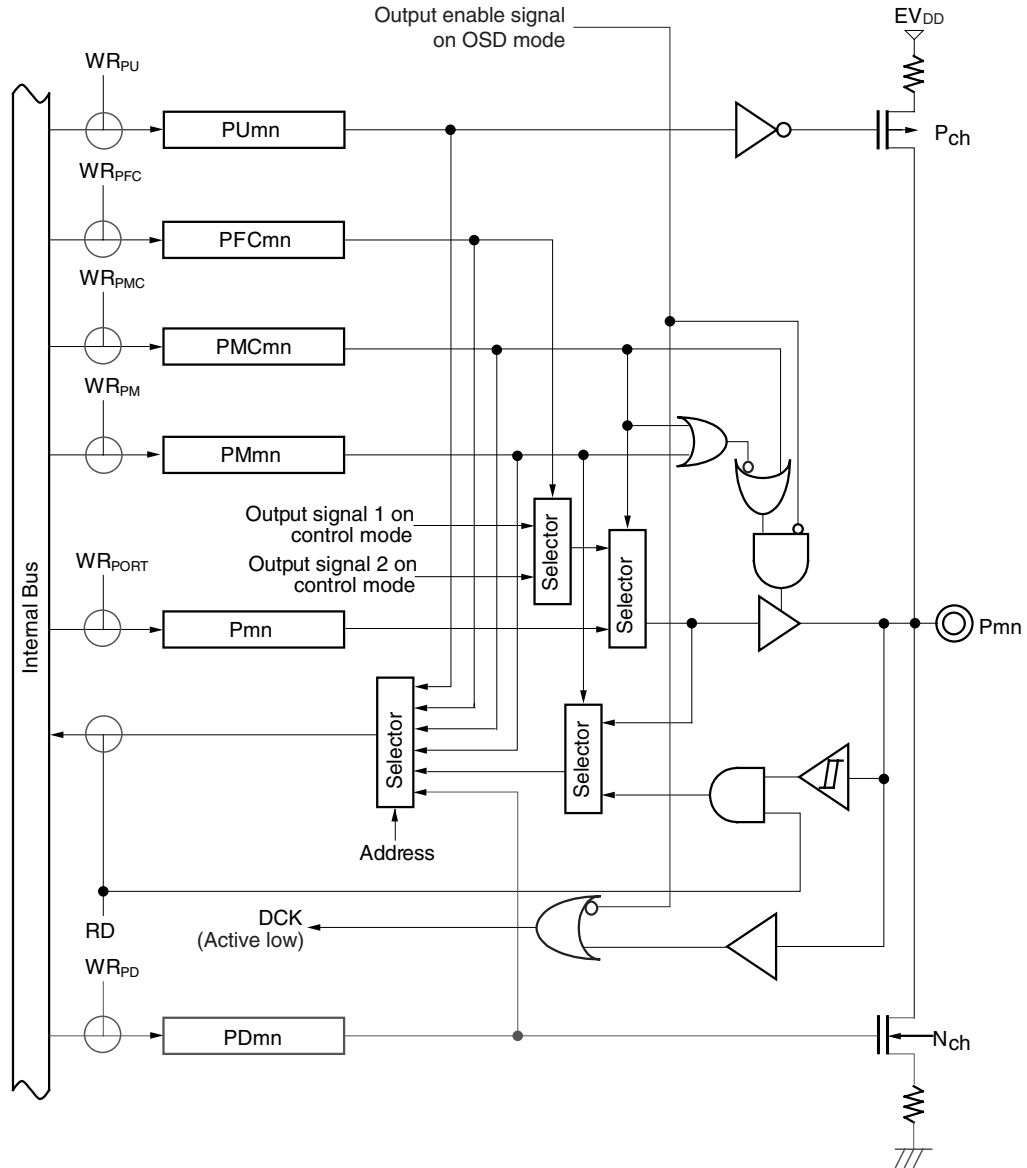 Output enable signal
on OSD mode
EVDD
WRPU
PUmn
Pch
WRPFC
PFCmn
WRPMC
PMCmn
WRPM
PMmn
Output signal 1 on
control mode
Output signal 2 on
control mode
Selector
Selector
WRPORT
Pmn
Pmn
Internal Bus
Selector
Selector
Address
RD
DCK
(Active low)
WRPD
PDmn
Nch